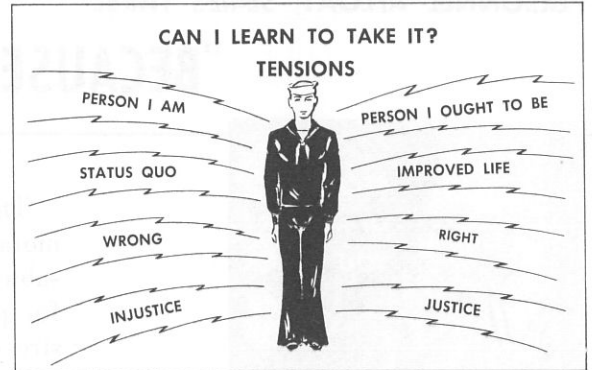 CAN I LEARN TO TAKE IT?
TENSIONS
PERSON I AM
PERSON I OUGHT TO BE
STATUS QUO
IMPROVED LIFE
WRONG
RIGHT
INJUSTICE
JUSTICE